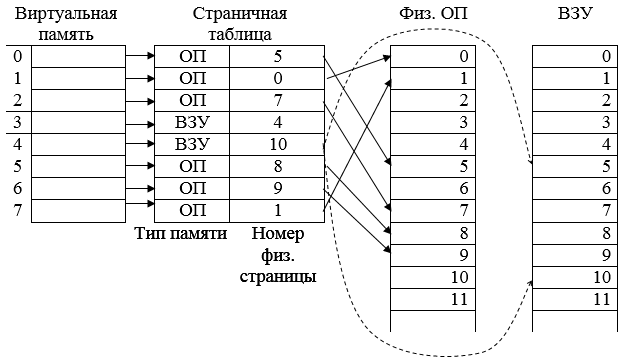 Виртуальная память
Страничная таблица
Физ. ОП
ВЗУ
0 ОП 5 0 0
1 ОП 0 1 1
2 ОП 7 2 2
3 ВЗУ 4 3 3
4 ВЗУ 10 4 4
5 ОП 8 5 5
6 ОП 9 6 6
7 ОП 1 7 7
Тип памяти
Номер физ. страницы
8 8
9 9
10 10
11 11